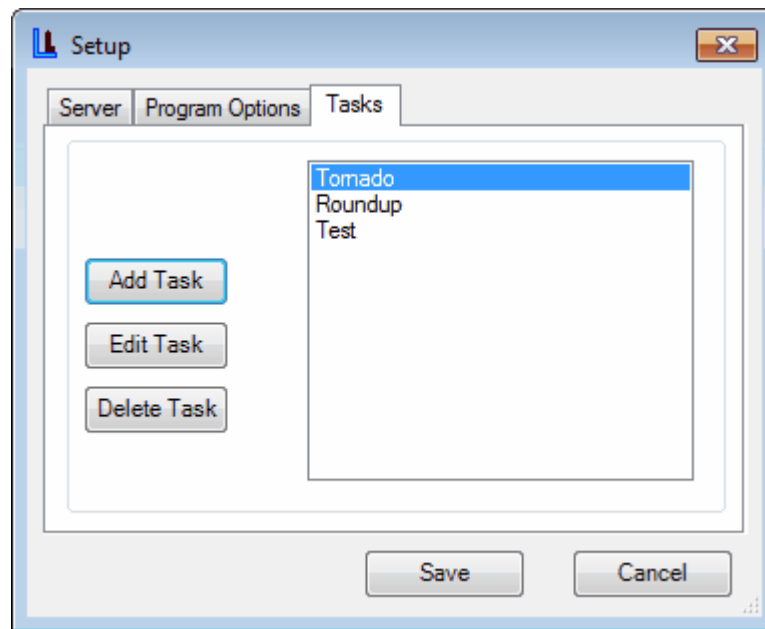 Setup
Server Program Options Tasks
Tornado
Roundup
Test
Add Task
Edit Task
Delete Task
Save Cancel